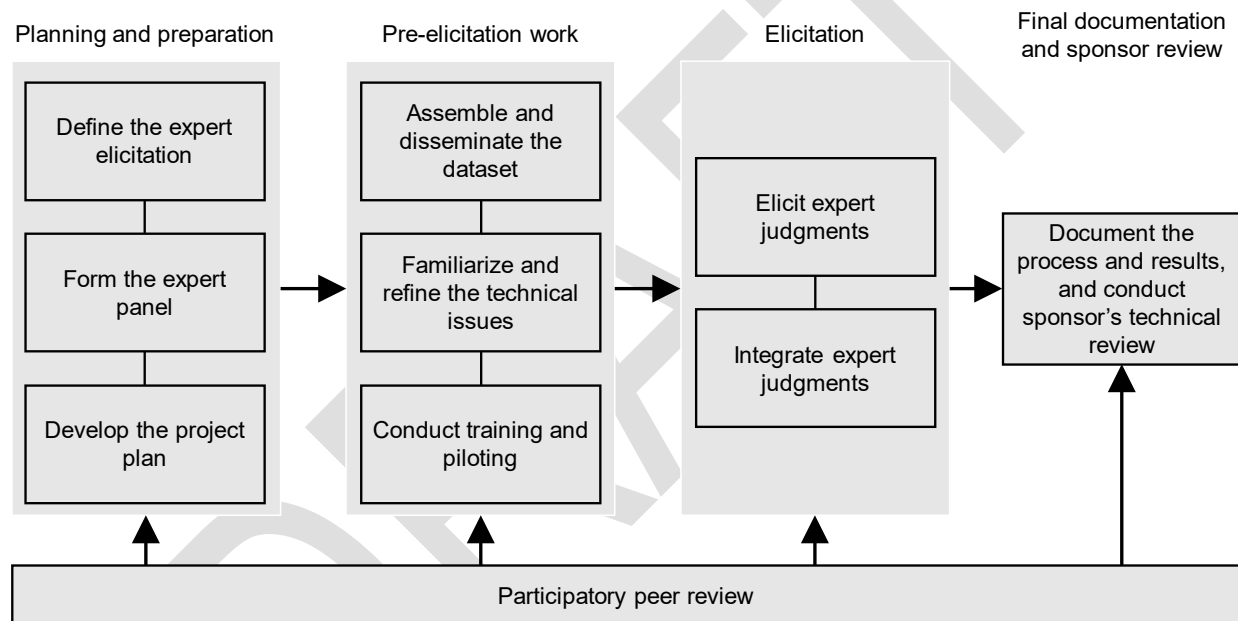 Planning and preparation
Define the expert
elicitation
Form the expert
panel
Develop the project
plan
Pre-elicitation work
Assemble and
disseminate the
dataset
Familiarize and
refine the technical
issues
Conduct training and
piloting
Elicitation
Elicit expert
judgments
Integrate expert
judgments
Final documentation
and sponsor review
Document the
process and results,
and conduct
sponsor's technical
review
Participatory peer review
DRAFT